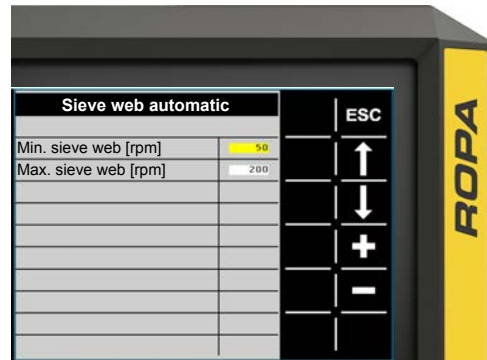 Sieve web automatic
ESC
Min. sieve web [rpm] 50
Max. sieve web [rpm] 200
ROPA